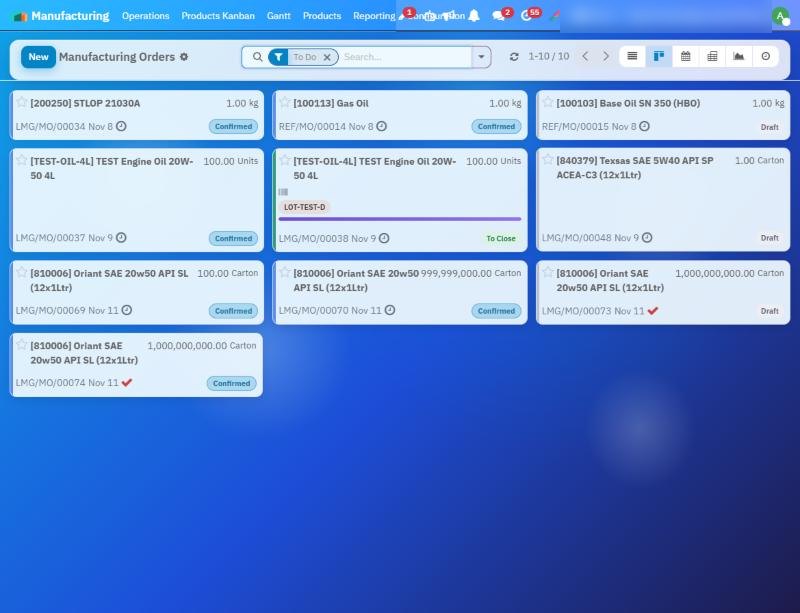 Manufacturing Operations Products Kanban Gantt Products Reporting Configuration 1 2 55 A
New Manufacturing Orders To Do Search... 1-10 / 10
[200250] STLOP 21030A 1.00 kg
LMG/MO/00034 Nov 8 Confirmed
[100113] Gas Oil 1.00 kg
REF/MO/00014 Nov 8 Confirmed
[100103] Base Oil SN 350 (HBO) 1.00 kg
REF/MO/00015 Nov 8 Draft
[TEST-OIL-4L] TEST Engine Oil 20W- 100.00 Units
50 4L
LMG/MO/00037 Nov 9 Confirmed
[TEST-OIL-4L] TEST Engine Oil 20W- 100.00 Units
50 4L
LOT-TEST-D
LMG/MO/00038 Nov 9 To Close
[840379] Texsas SAE 5W40 API SP 1.00 Carton
ACEA-C3 (12x1Ltr)
LMG/MO/00048 Nov 9 Draft
[810006] Oriant SAE 20w50 API SL 100.00 Carton
(12x1Ltr)
LMG/MO/00069 Nov 11 Confirmed
[810006] Oriant SAE 20w50 999,999,000.00 Carton
API SL (12x1Ltr)
LMG/MO/00070 Nov 11 Confirmed
[810006] Oriant SAE 1,000,000,000.00 Carton
20w50 API SL (12x1Ltr)
LMG/MO/00073 Nov 11 Draft
[810006] Oriant SAE 1,000,000,000.00 Carton
20w50 API SL (12x1Ltr)
LMG/MO/00074 Nov 11 Confirmed